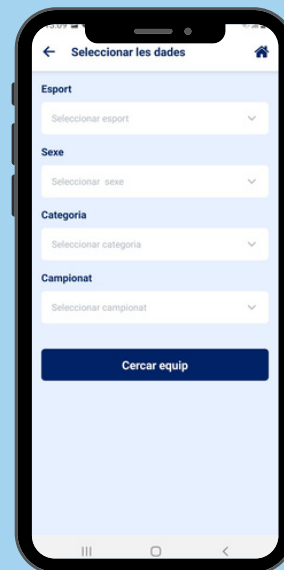 Seleccionar les dades
Esport
Seleccionar esport
Sexe
Seleccionar sexe
Categoria
Seleccionar categoria
Campionat
Seleccionar campionat
Cercar equip